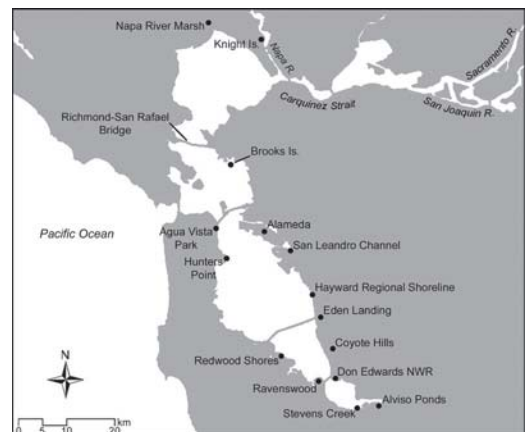 Napa River Marsh
Knight Is.
Napa R.
Sacramento R.
Carquinez Strait
San Joaquin R.
Richmond-San Rafael
Bridge
Brooks Is.
Pacific Ocean
Agua Vista
Park
Alameda
San Leandro Channel
Hunters
Point
Hayward Regional Shoreline
Eden Landing
Coyote Hills
Redwood Shores
Don Edwards NWR
Ravenswood
Alviso Ponds
Stevens Creek
N
0 5 10 20
km